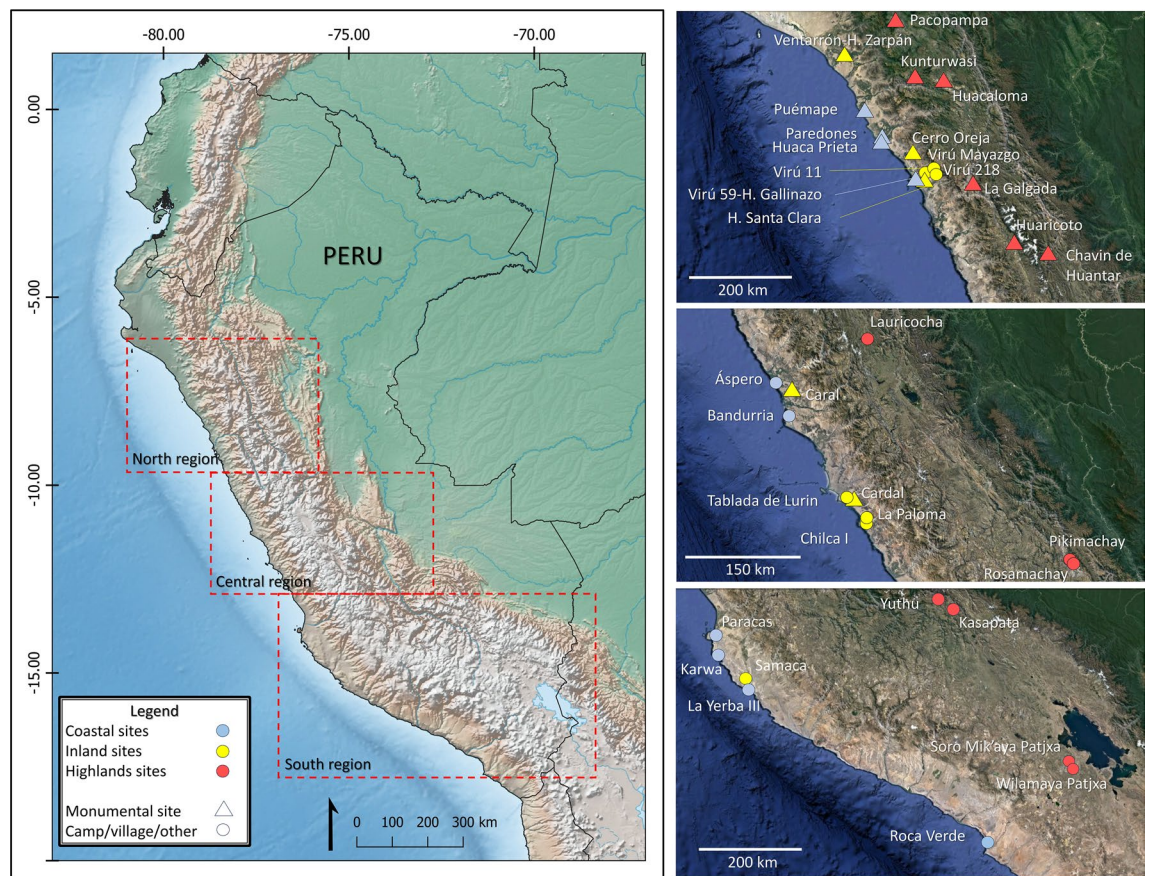 -80.00
-75.00
-70.00
0.00
-5.00
-10.00
-15.00
PERU
North region
Central region
South region
Legend
Coastal sites
Inland sites
Highlands sites
Monumental site
Camp/village/other
0 100 200 300 km
Pacopampa
Ventarrón-H. Zarpán
Kunturwasi
Huacaloma
Puémape
Paredones
Huaca Prieta
Cerro Oreja
Virú Mayazgo
Virú 11
Virú 218
La Galgada
Virú 59-H. Gallinazo
H. Santa Clara
Huaricoto
Chavin de
Huantar
200 km
Lauricocha
Áspero
Caral
Bandurria
Tablada de Lurin
Cardal
La Paloma
Chilca I
Pikimachay
Rosamachay
150 km
Yuthu
Kasapata
Paracas
Karwa
Samaca
La Yerba III
Soro Mik'aya Patjxa
Wilamaya Patjxa
Roca Verde
200 km